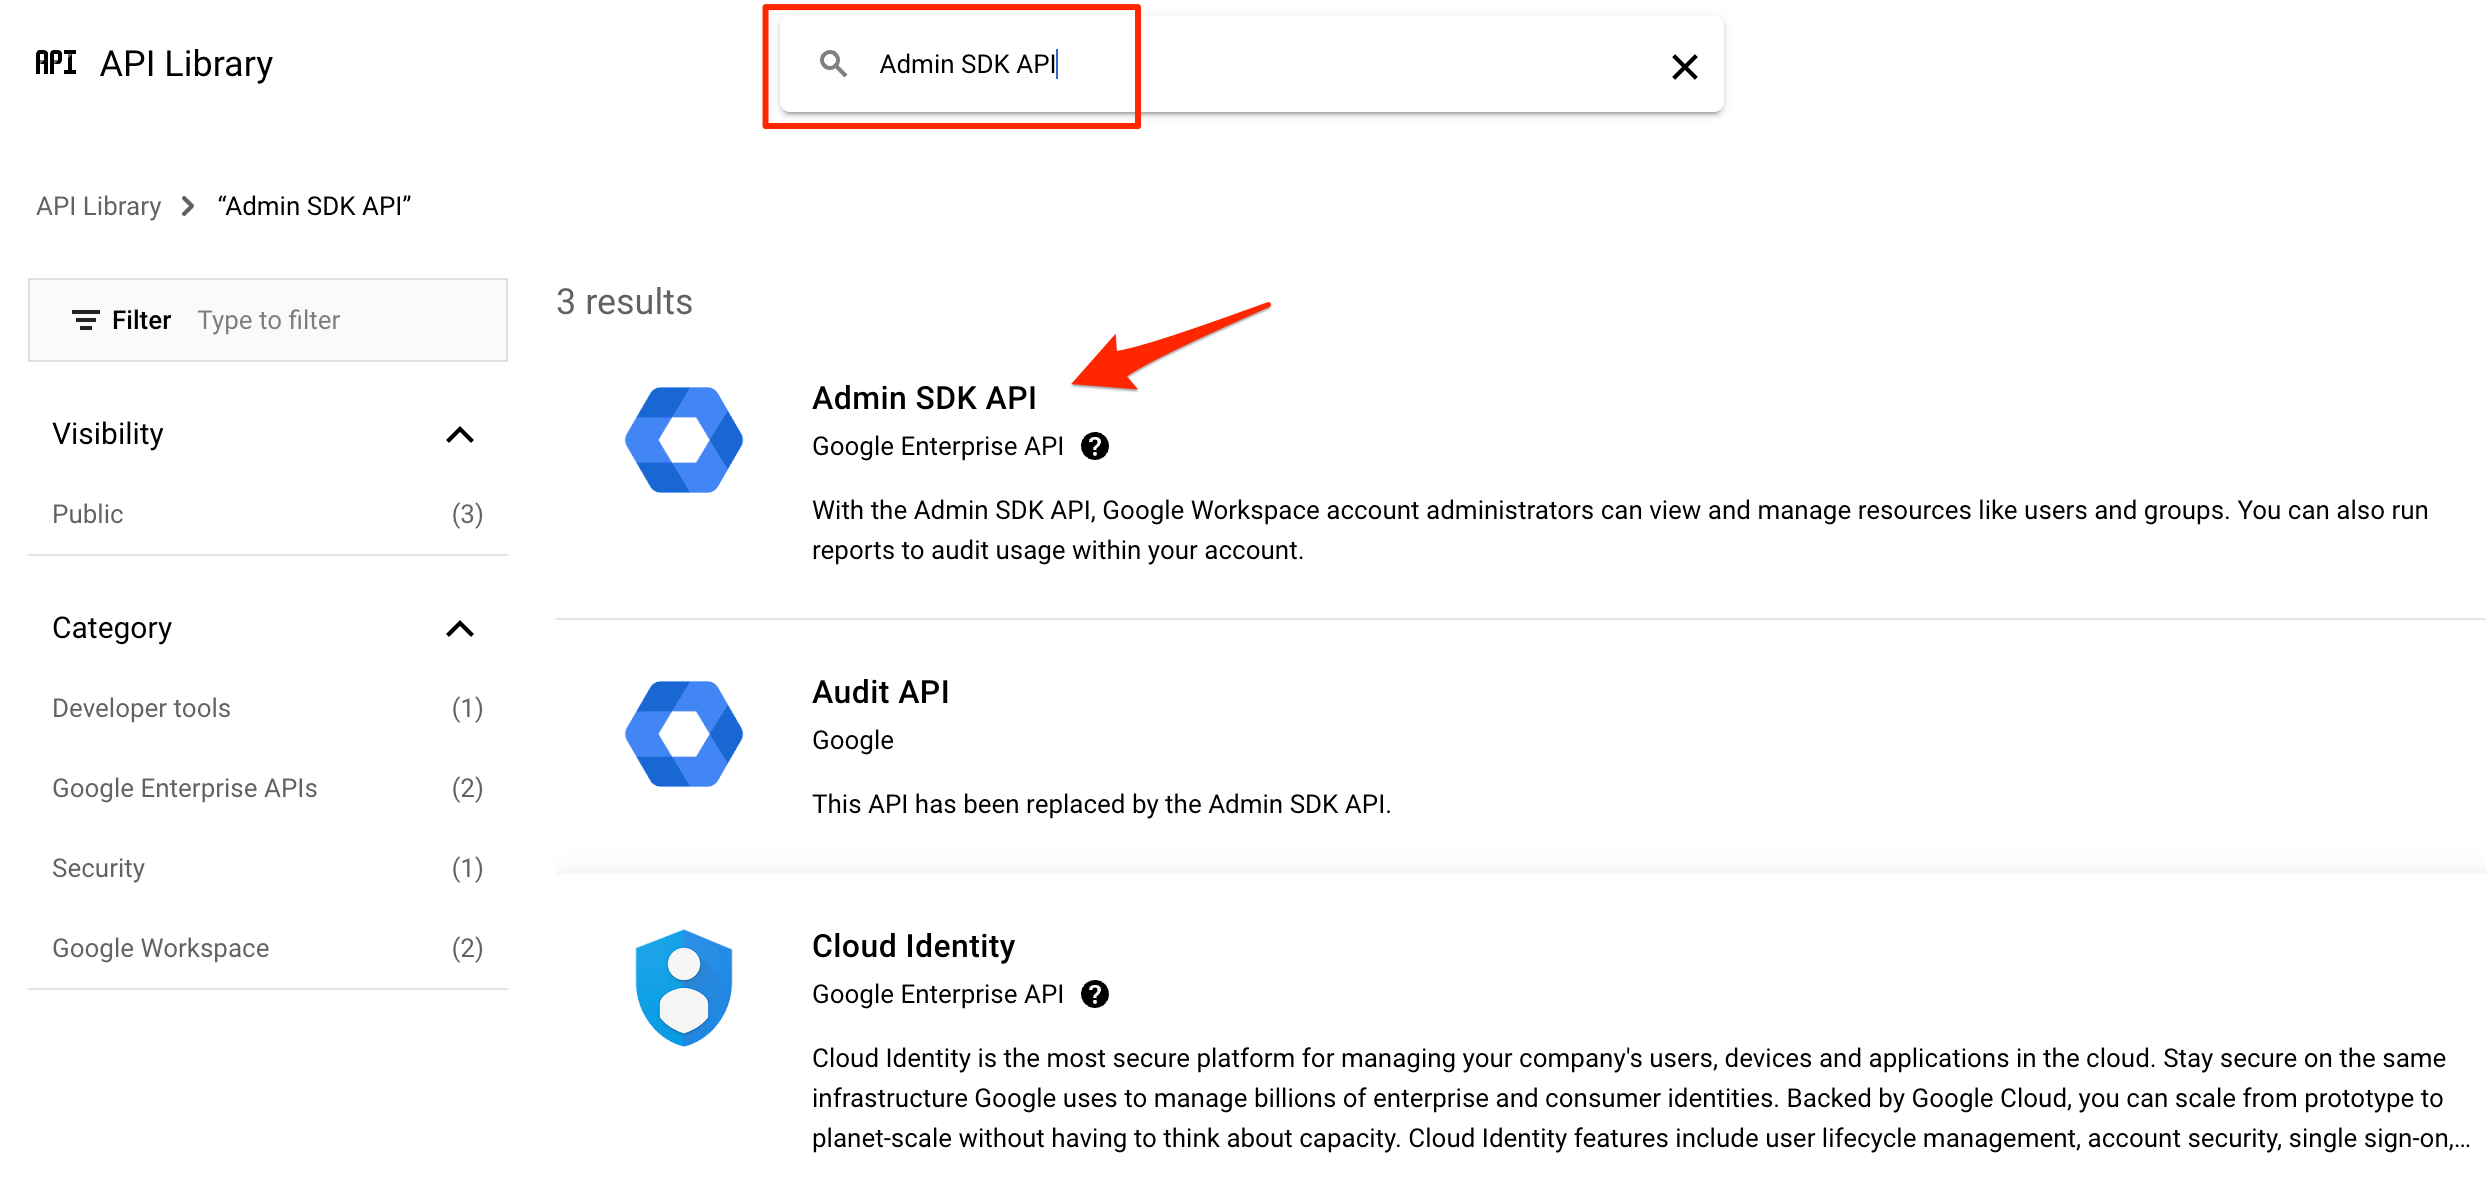 API API Library
Admin SDK API
API Library > “Admin SDK API”
Filter Type to filter
Visibility
Public (3)
Category
Developer tools (1)
Google Enterprise APIs (2)
Security (1)
Google Workspace (2)
3 results
Admin SDK API
Google Enterprise API ?
With the Admin SDK API, Google Workspace account administrators can view and manage resources like users and groups. You can also run
reports to audit usage within your account.
Audit API
Google
This API has been replaced by the Admin SDK API.
Cloud Identity
Google Enterprise API ?
Cloud Identity is the most secure platform for managing your company's users, devices and applications in the cloud. Stay secure on the same
infrastructure Google uses to manage billions of enterprise and consumer identities. Backed by Google Cloud, you can scale from prototype to
planet-scale without having to think about capacity. Cloud Identity features include user lifecycle management, account security, single sign-on,...